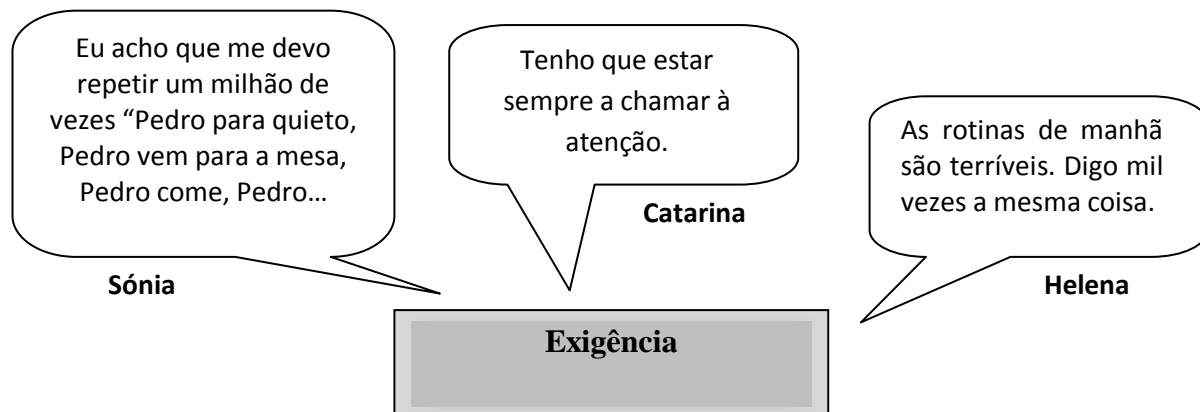 Eu acho que me devo
repetir um milhão de
vezes “Pedro para quieto,
Pedro vem para a mesa,
Pedro come, Pedro…
Sónia
Tenho que estar
sempre a chamar à
atenção.
Catarina
As rotinas de manhã
são terríveis. Digo mil
vezes a mesma coisa.
Helena
Exigência